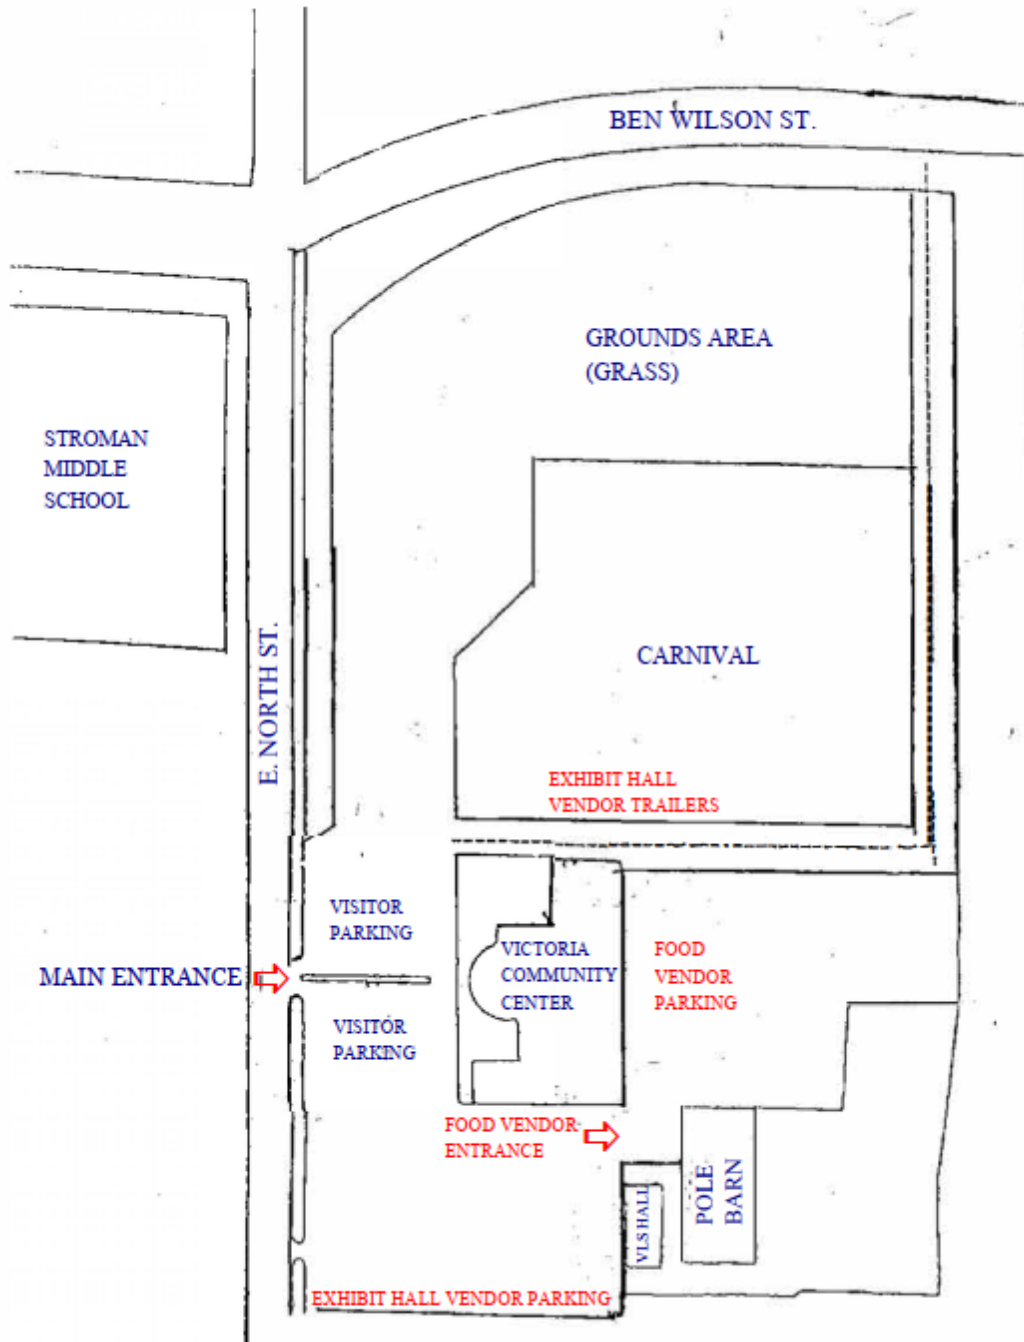 BEN WILSON ST.
GROUNDS AREA
(GRASS)
STROMAN
MIDDLE
SCHOOL
E. NORTH ST.
CARNIVAL
EXHIBIT HALL
VENDOR TRAILERS
VISITOR
PARKING
MAIN ENTRANCE
VICTORIA
COMMUNITY
CENTER
FOOD
VENDOR
PARKING
VISITOR
PARKING
FOOD VENDOR
ENTRANCE
POLE
BARN
VLS HALL
EXHIBIT HALL VENDOR PARKING